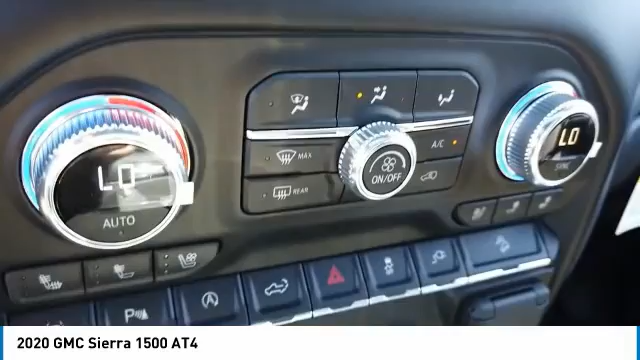 LO
AUTO
MAX
REAR
ON/OFF
A/C
LO
SYNC
P
A
2020 GMC Sierra 1500 AT4